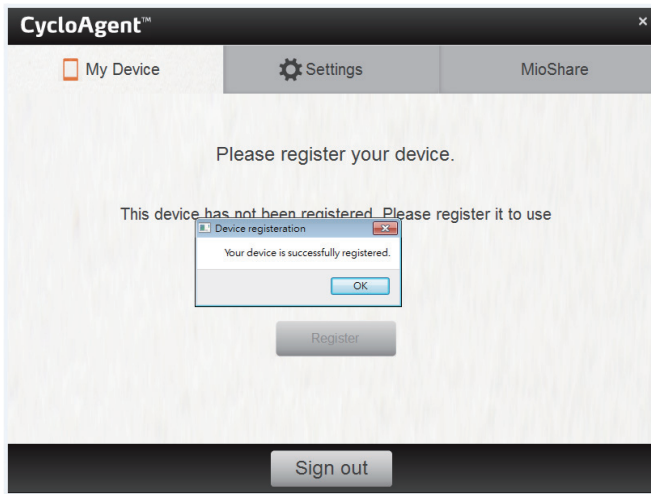 CycloAgent™
×
My Device
Settings
MioShare
Please register your device.
This device has not been registered. Please register it to use
Device registeration
Your device is successfully registered.
OK
Register
Sign out